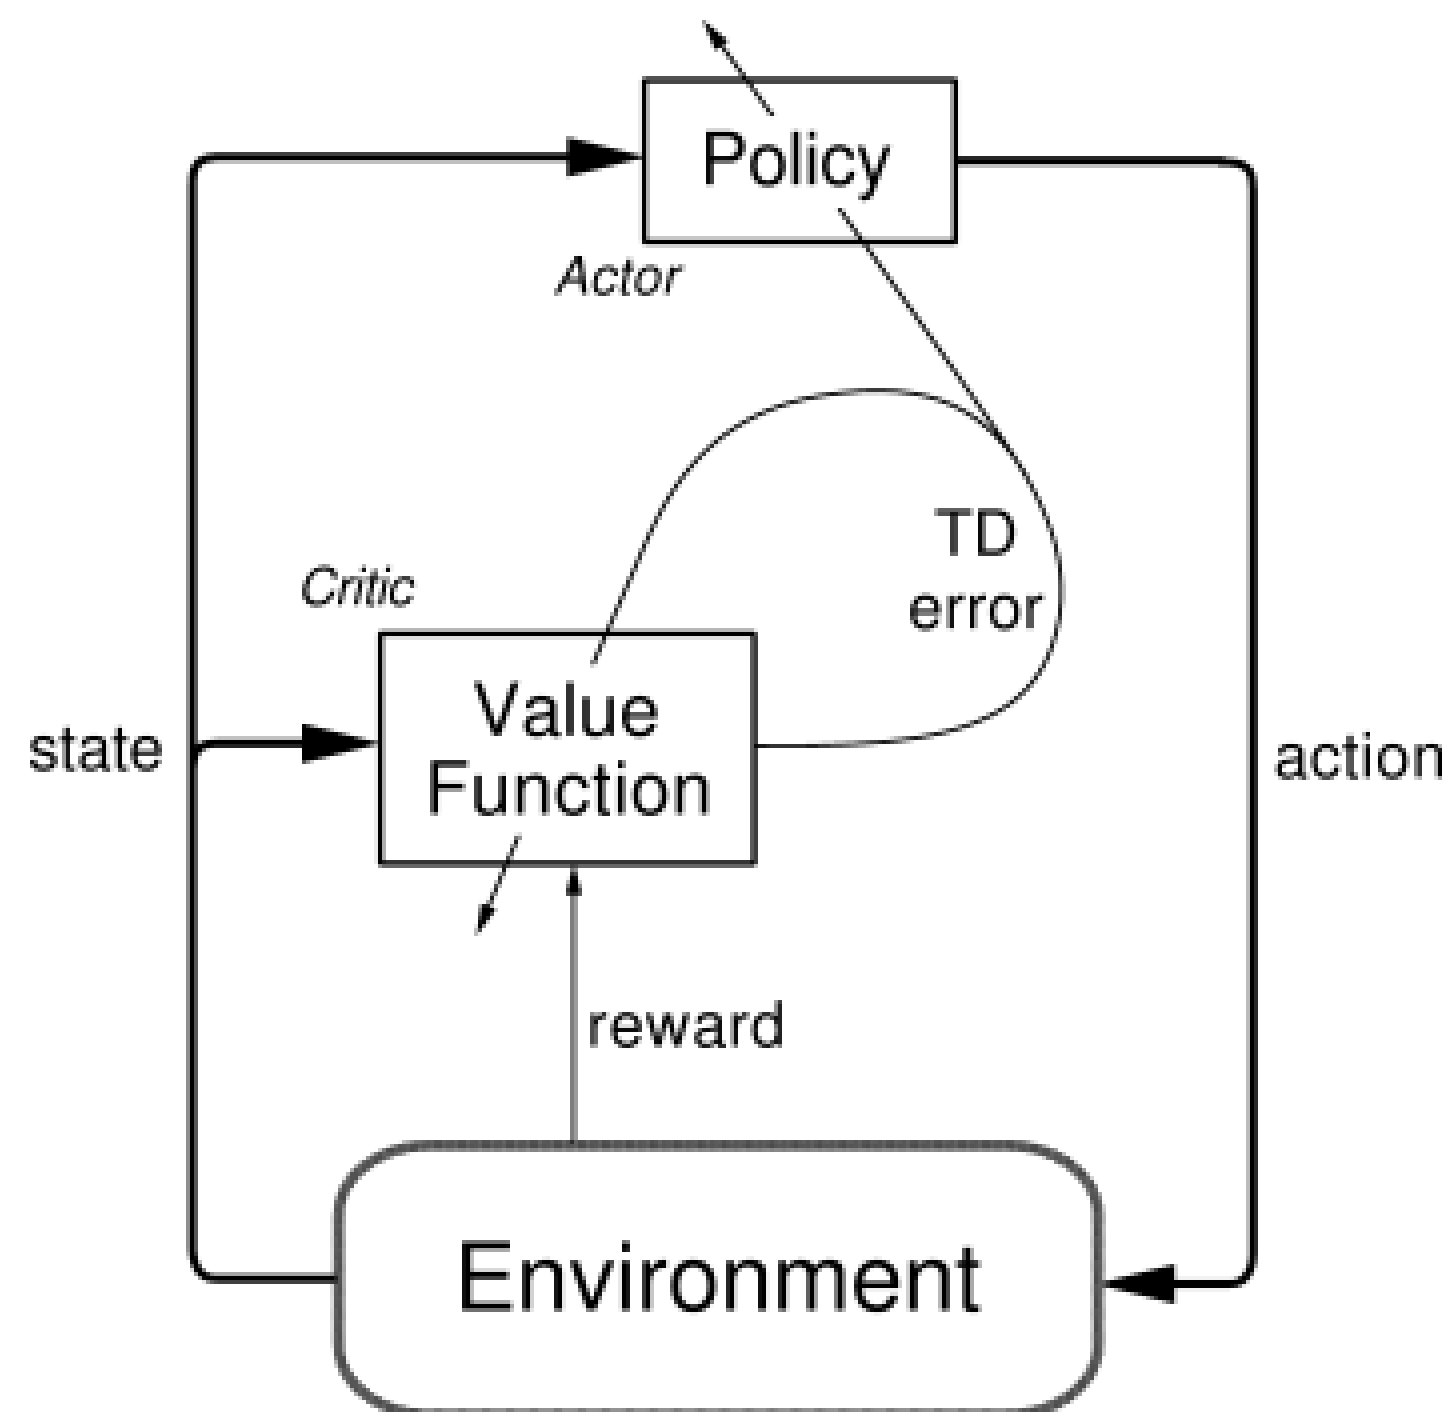 Policy
Actor
TD
error
Critic
Value
Function
state
action
reward
Environment